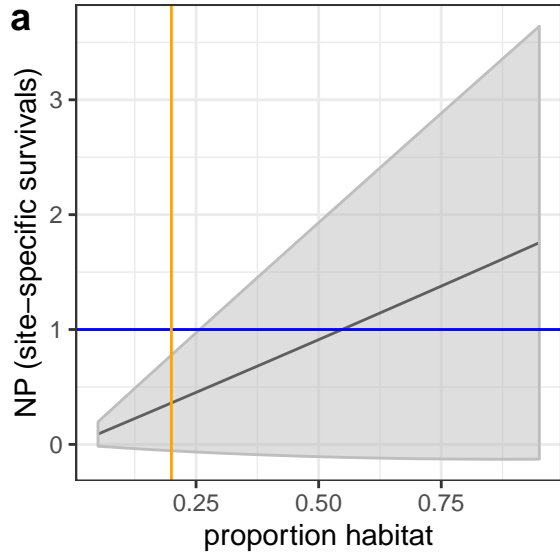 a
NP (site−specific survivals)
3
2
1
0
0.25 0.50 0.75
proportion habitat